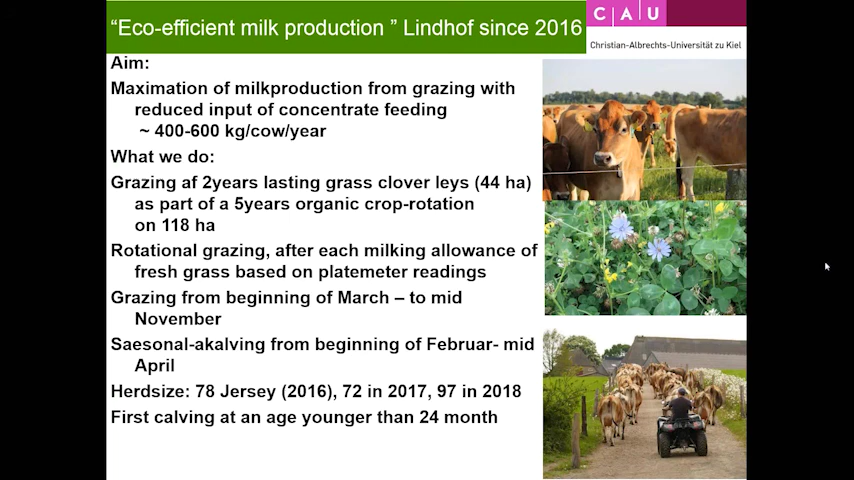 “Eco-efficient milk production ” Lindhof since 2016
C A U
Christian-Albrechts-Universität zu Kiel
Aim:
Maximation of milkproduction from grazing with
reduced input of concentrate feeding
~ 400-600 kg/cow/year
What we do:
Grazing af 2years lasting grass clover leys (44 ha)
as part of a 5years organic crop-rotation
on 118 ha
Rotational grazing, after each milking allowance of
fresh grass based on platemeter readings
Grazing from beginning of March – to mid
November
Saesonal-akalving from beginning of Februar- mid
April
Herdsize: 78 Jersey (2016), 72 in 2017, 97 in 2018
First calving at an age younger than 24 month